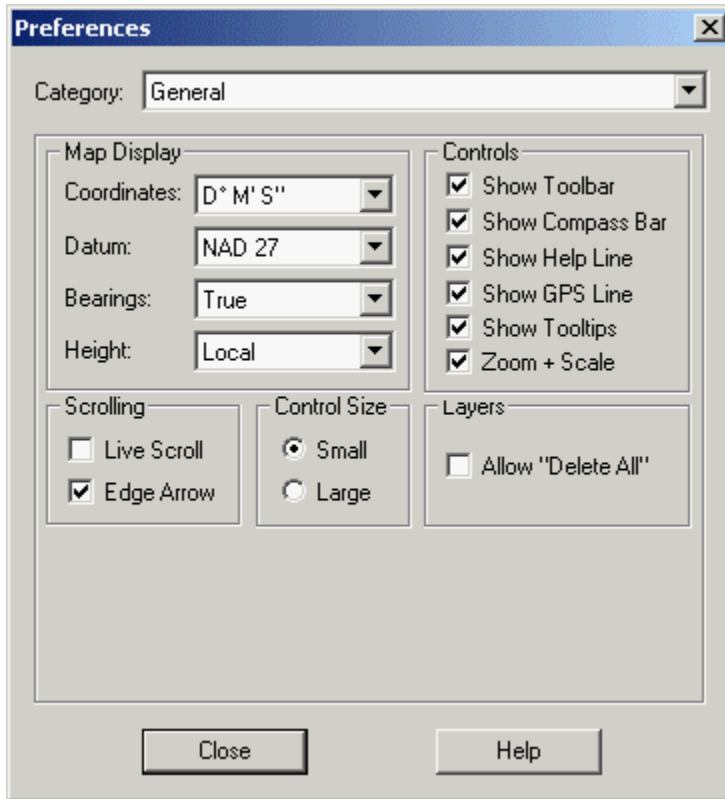 Preferences
Category: General
Map Display
Coordinates: D° M' S"
Datum: NAD 27
Bearings: True
Height: Local
Controls
Show Toolbar
Show Compass Bar
Show Help Line
Show GPS Line
Show Tooltips
Zoom + Scale
Scrolling
Live Scroll
Edge Arrow
Control Size
Small
Large
Layers
Allow "Delete All"
Close Help